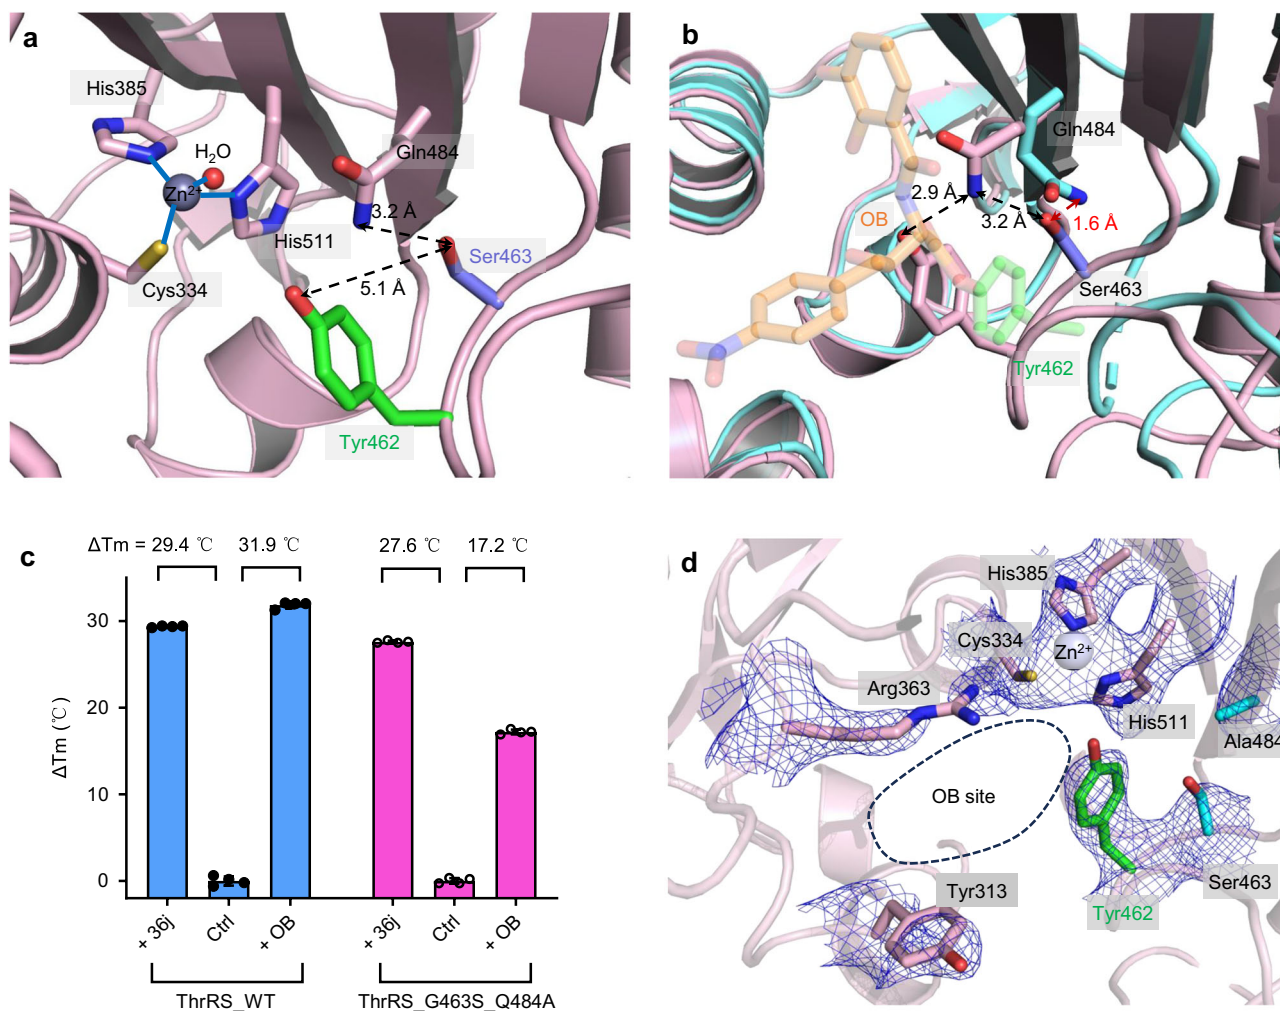 a
His385
H2O
Zn2+
Gln484
3.2 Å
His511
Ser463
Cys334
5.1 Å
Tyr462
b
Gln484
2.9 Å
OB
3.2 Å
1.6 Å
Ser463
Tyr462
c
ΔTm = 29.4 ℃ 31.9 ℃ 27.6 ℃ 17.2 ℃
ΔTm (℃)
30
20
10
0
+ 36j Ctrl + OB + 36j Ctrl + OB
ThrRS_WT ThrRS_G463S_Q484A
d
His385
Cys334
Zn2+
Arg363
His511
Ala484
OB site
Tyr313
Ser463
Tyr462